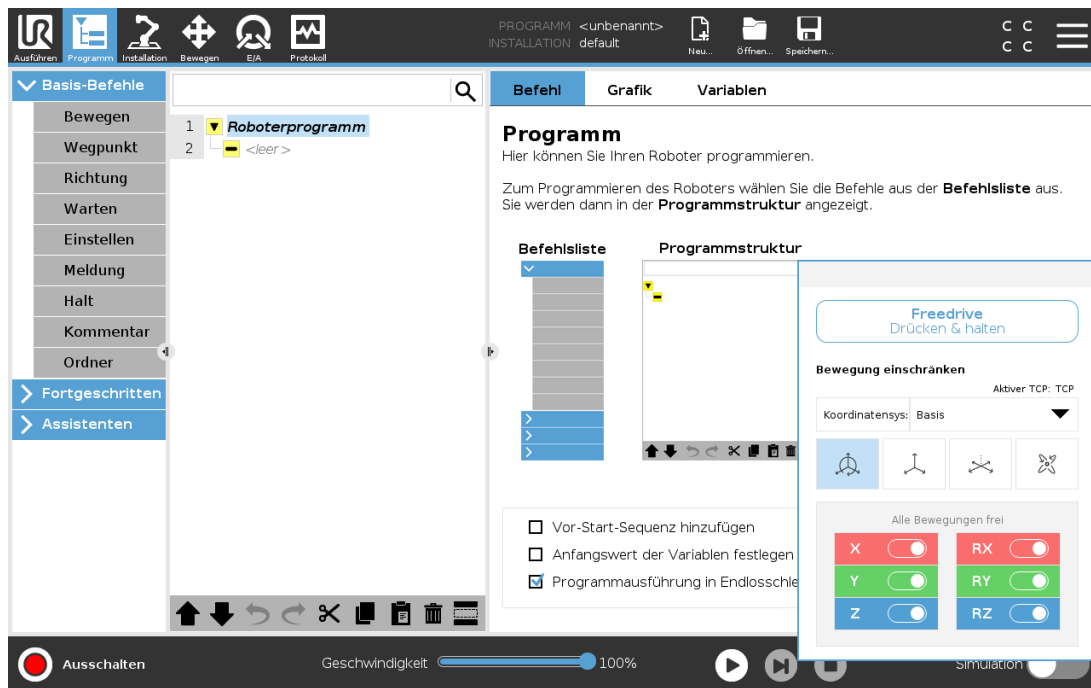 UR
PROGRAMM <unbenannt>
INSTALLATION default
C C
C C
Ausführen Programm Installation Bewegen E/A Protokoll Neu... Öffnen... Speichern...
Basis-Befehle
Bewegen
Wegpunkt
Richtung
Warten
Einstellen
Meldung
Halt
Kommentar
Ordner
Fortgeschritten
Assistenten
1 Roboterprogramm
2 <leer>
Befehl Grafik Variablen
Programm
Hier können Sie Ihren Roboter programmieren.
Zum Programmieren des Roboters wählen Sie die Befehle aus der Befehlsliste aus.
Sie werden dann in der Programmstruktur angezeigt.
Befehlsliste Programmstruktur
Vor-Start-Sequenz hinzufügen
Anfangswert der Variablen festlegen
Programmausführung in Endlosschle
Freedrive
Drücken & halten
Bewegung einschränken
Aktiver TCP: TCP
Koordinatensys: Basis
Alle Bewegungen frei
X RX
Y RY
Z RZ
Ausschalten Geschwindigkeit 100% Simulation